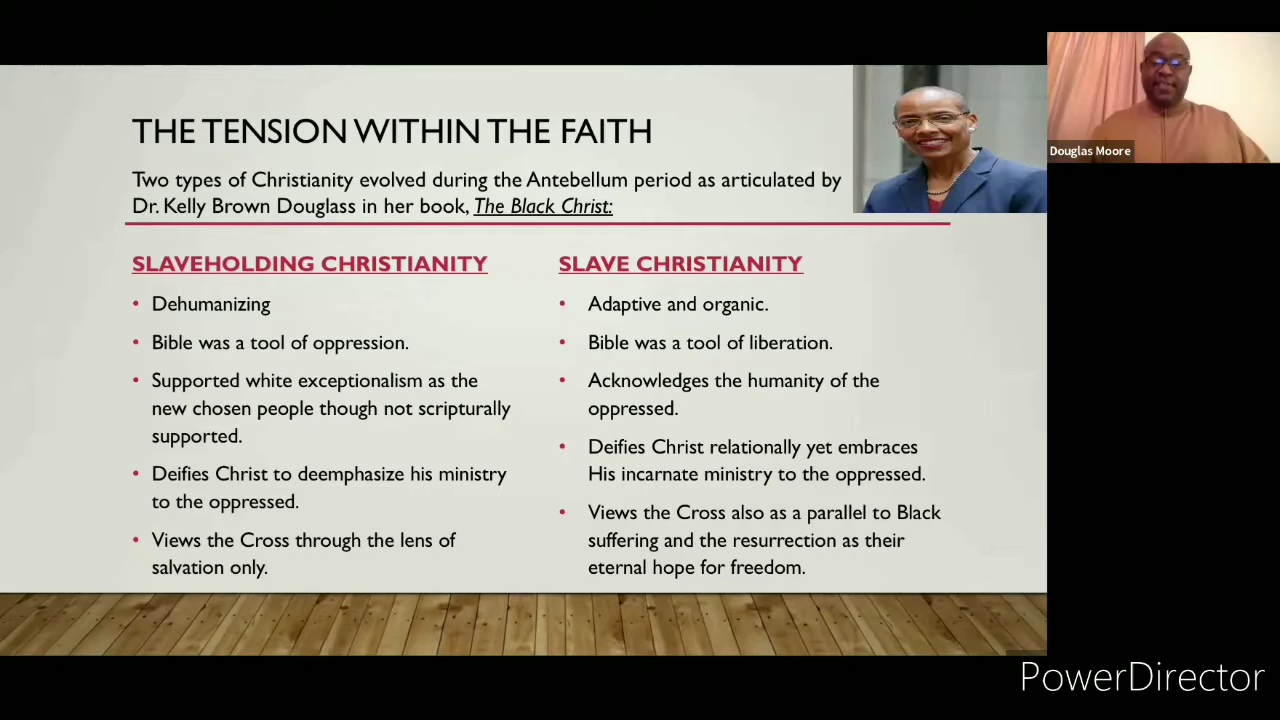 THE TENSION WITHIN THE FAITH
Two types of Christianity evolved during the Antebellum period as articulated by
Dr. Kelly Brown Douglass in her book, The Black Christ:
SLAVEHOLDING CHRISTIANITY
• Dehumanizing
• Bible was a tool of oppression.
• Supported white exceptionalism as the
new chosen people though not scripturally
supported.
• Deifies Christ to deemphasize his ministry
to the oppressed.
• Views the Cross through the lens of
salvation only.
SLAVE CHRISTIANITY
• Adaptive and organic.
• Bible was a tool of liberation.
• Acknowledges the humanity of the
oppressed.
• Deifies Christ relationally yet embraces
His incarnate ministry to the oppressed.
• Views the Cross also as a parallel to Black
suffering and the resurrection as their
eternal hope for freedom.
Douglas Moore
PowerDirector